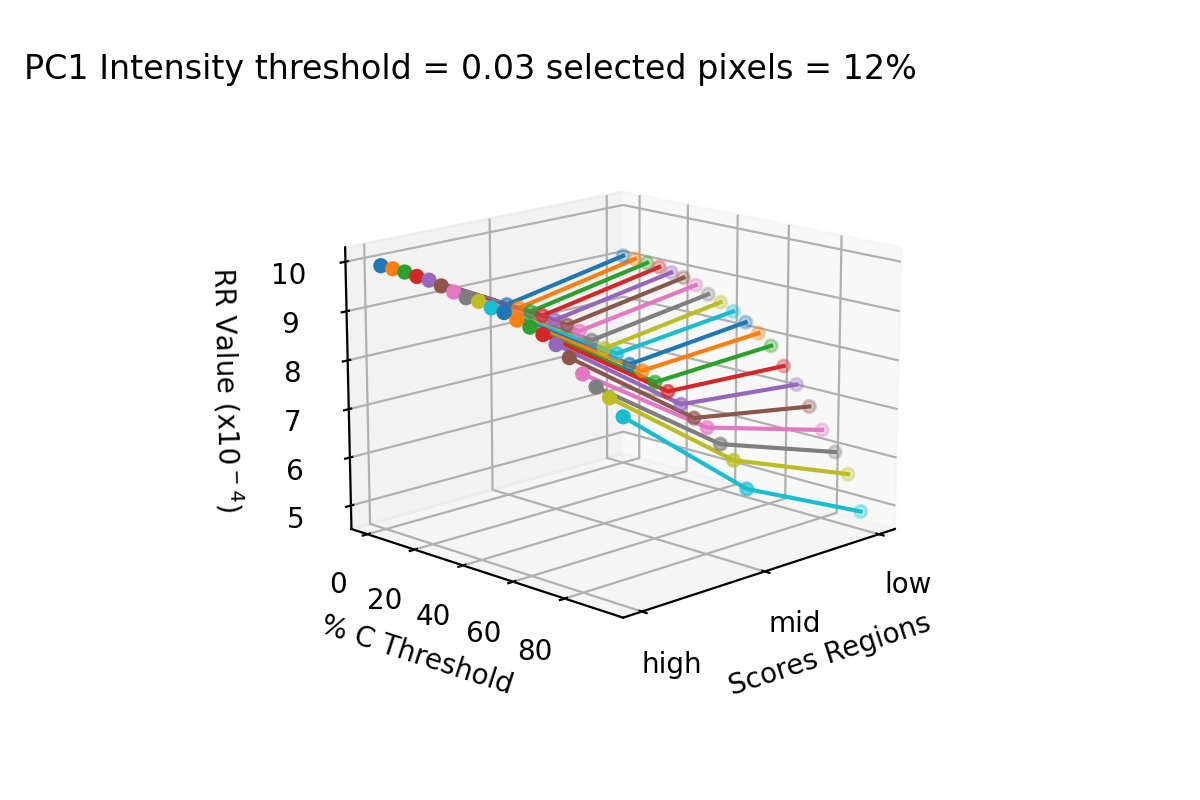 PC1 Intensity threshold = 0.03 selected pixels = 12%
RR Value (x10⁻⁴)
10
9
8
7
6
5
0
20
40
60
80
% C Threshold
high
mid
low
Scores Regions